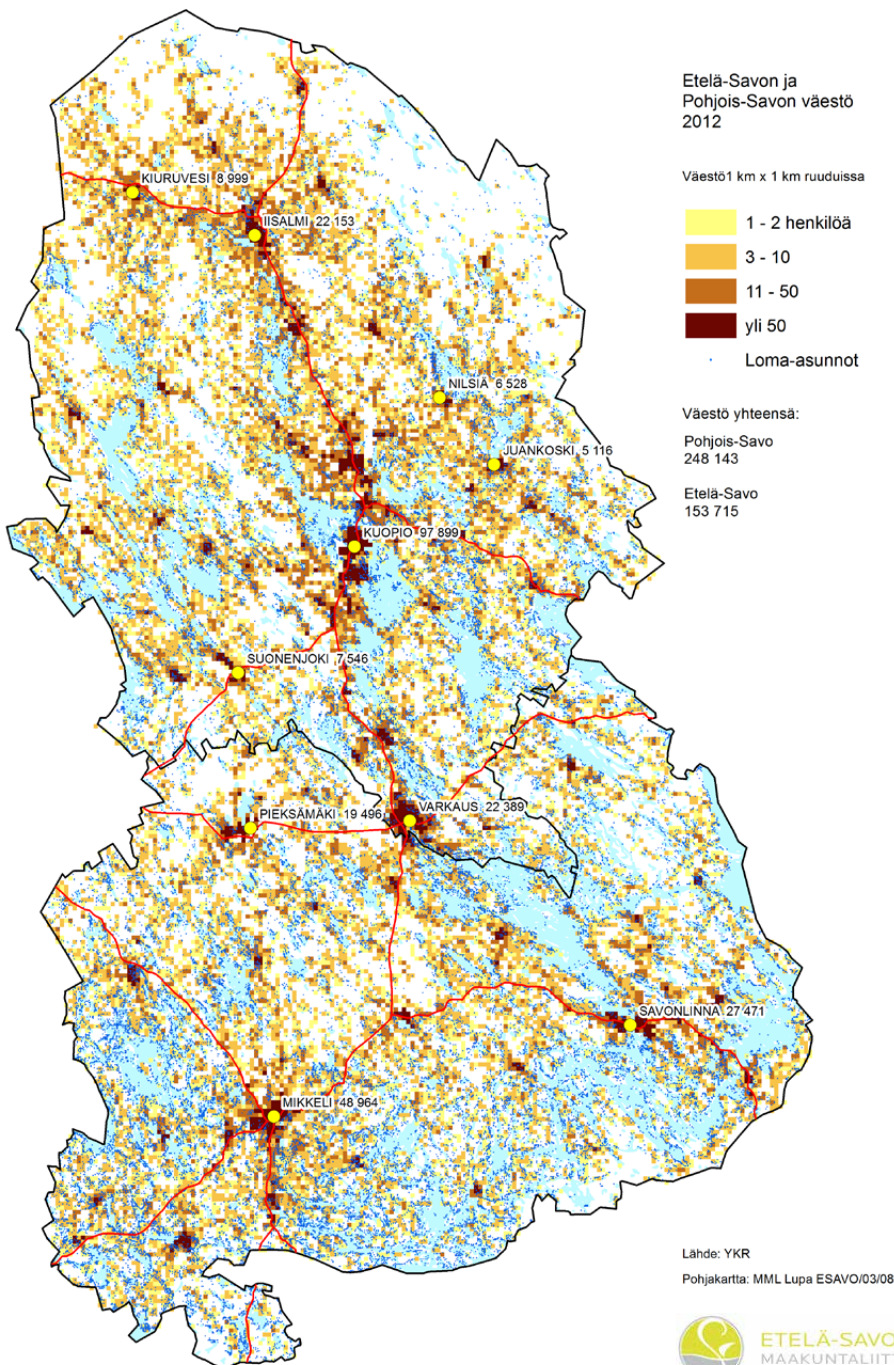 Etelä-Savon ja
Pohjois-Savon väestö
2012
Väestö1 km x 1 km ruuduissa
1 - 2 henkilöä
3 - 10
11 - 50
yli 50
Loma-asunnot
Väestö yhteensä:
Pohjois-Savo
248 143
Etelä-Savo
153 715
KIURUVESI 8 999
IISALMI 22 153
NILSIÄ 6 528
JUANKOSKI 5 116
KUOPIO 97 899
SUONENJOKI 7 546
PIEKSÄMÄKI 19 496
VARKAUS 22 389
SAVONLINNA 27 471
MIKKELI 48 964
Lähde: YKR
Pohjakartta: MML Lupa ESAVO/03/08
ETELÄ-SAVO
MAAKUNTALIIT